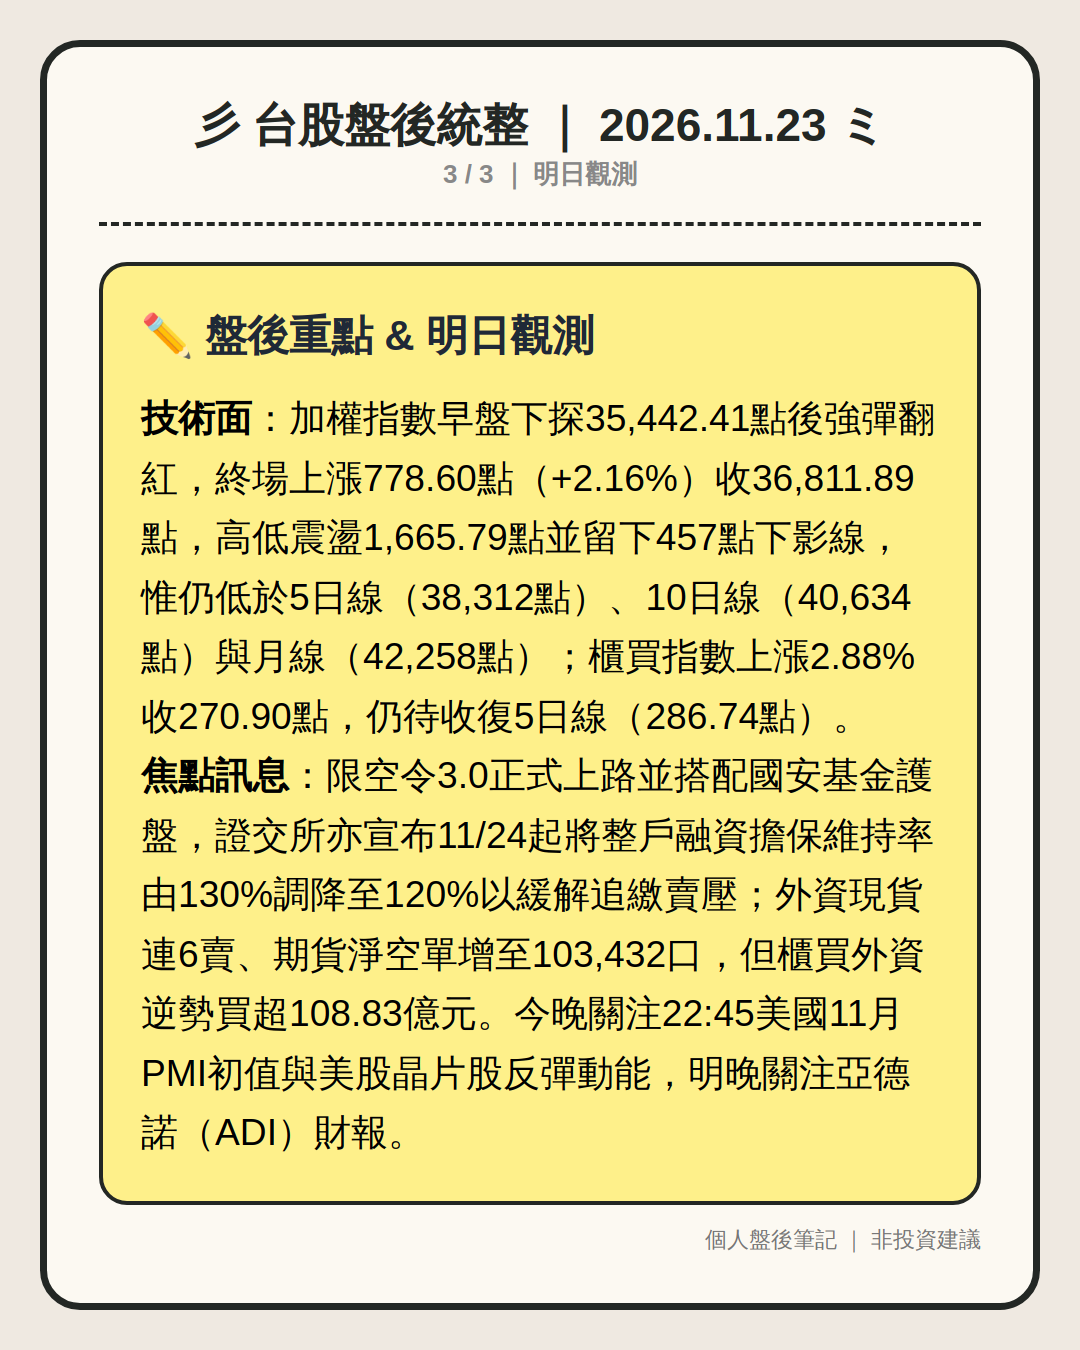 彡 台股盤後統整 ｜ 2026.11.23 ミ
3 / 3 ｜ 明日觀測
✏️ 盤後重點 & 明日觀測
技術面：加權指數早盤下探35,442.41點後強彈翻
紅，終場上漲778.60點（+2.16%）收36,811.89
點，高低震盪1,665.79點並留下457點下影線，
惟仍低於5日線（38,312點）、10日線（40,634
點）與月線（42,258點）；櫃買指數上漲2.88%
收270.90點，仍待收復5日線（286.74點）。
焦點訊息：限空令3.0正式上路並搭配國安基金護
盤，證交所亦宣布11/24起將整戶融資擔保維持率
由130%調降至120%以緩解追繳賣壓；外資現貨
連6賣、期貨淨空單增至103,432口，但櫃買外資
逆勢買超108.83億元。今晚關注22:45美國11月
PMI初值與美股晶片股反彈動能，明晚關注亞德
諾（ADI）財報。
個人盤後筆記 ｜ 非投資建議